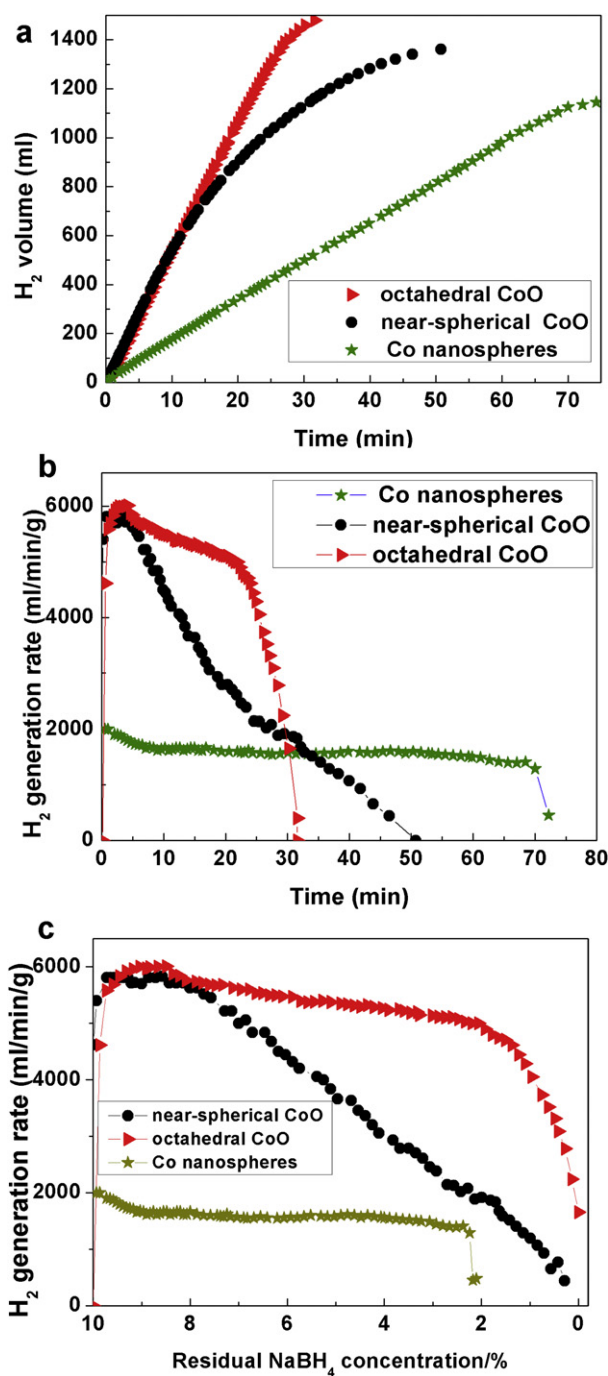 a
1400
1200
1000
800
600
400
200
0
H₂ volume (ml)
octahedral CoO
near-spherical CoO
Co nanospheres
0 10 20 30 40 50 60 70
Time (min)
b
6000
4000
2000
0
H₂ generation rate (ml/min/g)
Co nanospheres
near-spherical CoO
octahedral CoO
0 10 20 30 40 50 60 70 80
Time (min)
c
6000
4000
2000
0
H₂ generation rate (ml/min/g)
near-spherical CoO
octahedral CoO
Co nanospheres
10 8 6 4 2 0
Residual NaBH₄ concentration/%